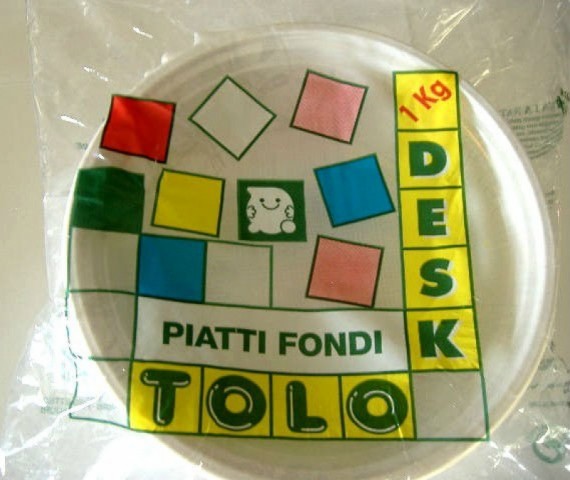 1 Kg
DESK
PIATTI FONDI
TOLO